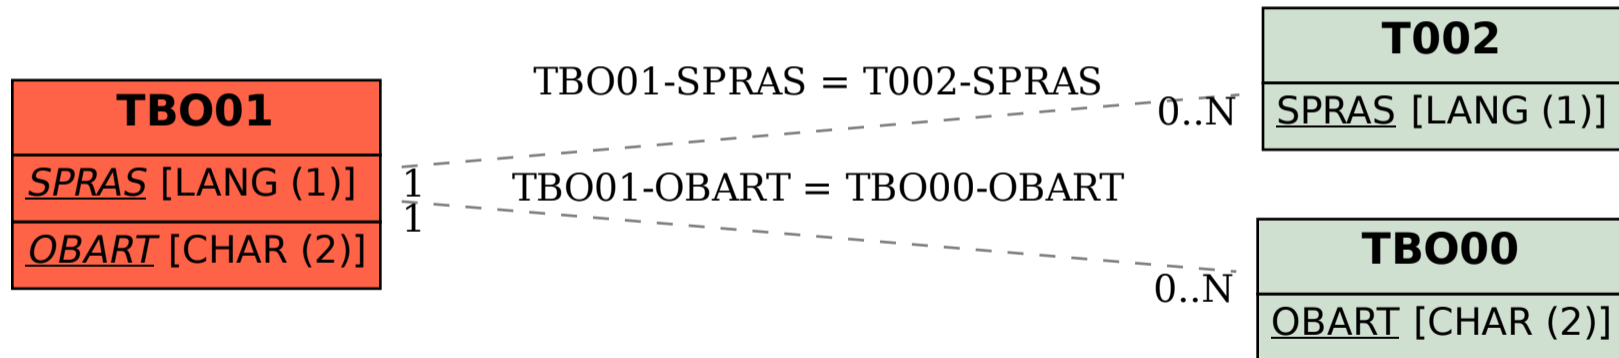 TBO01
SPRAS [LANG (1)]
OBART [CHAR (2)]
TBO01-SPRAS = T002-SPRAS
0..N
1
TBO01-OBART = TBO00-OBART
1
0..N
T002
SPRAS [LANG (1)]
TBO00
OBART [CHAR (2)]